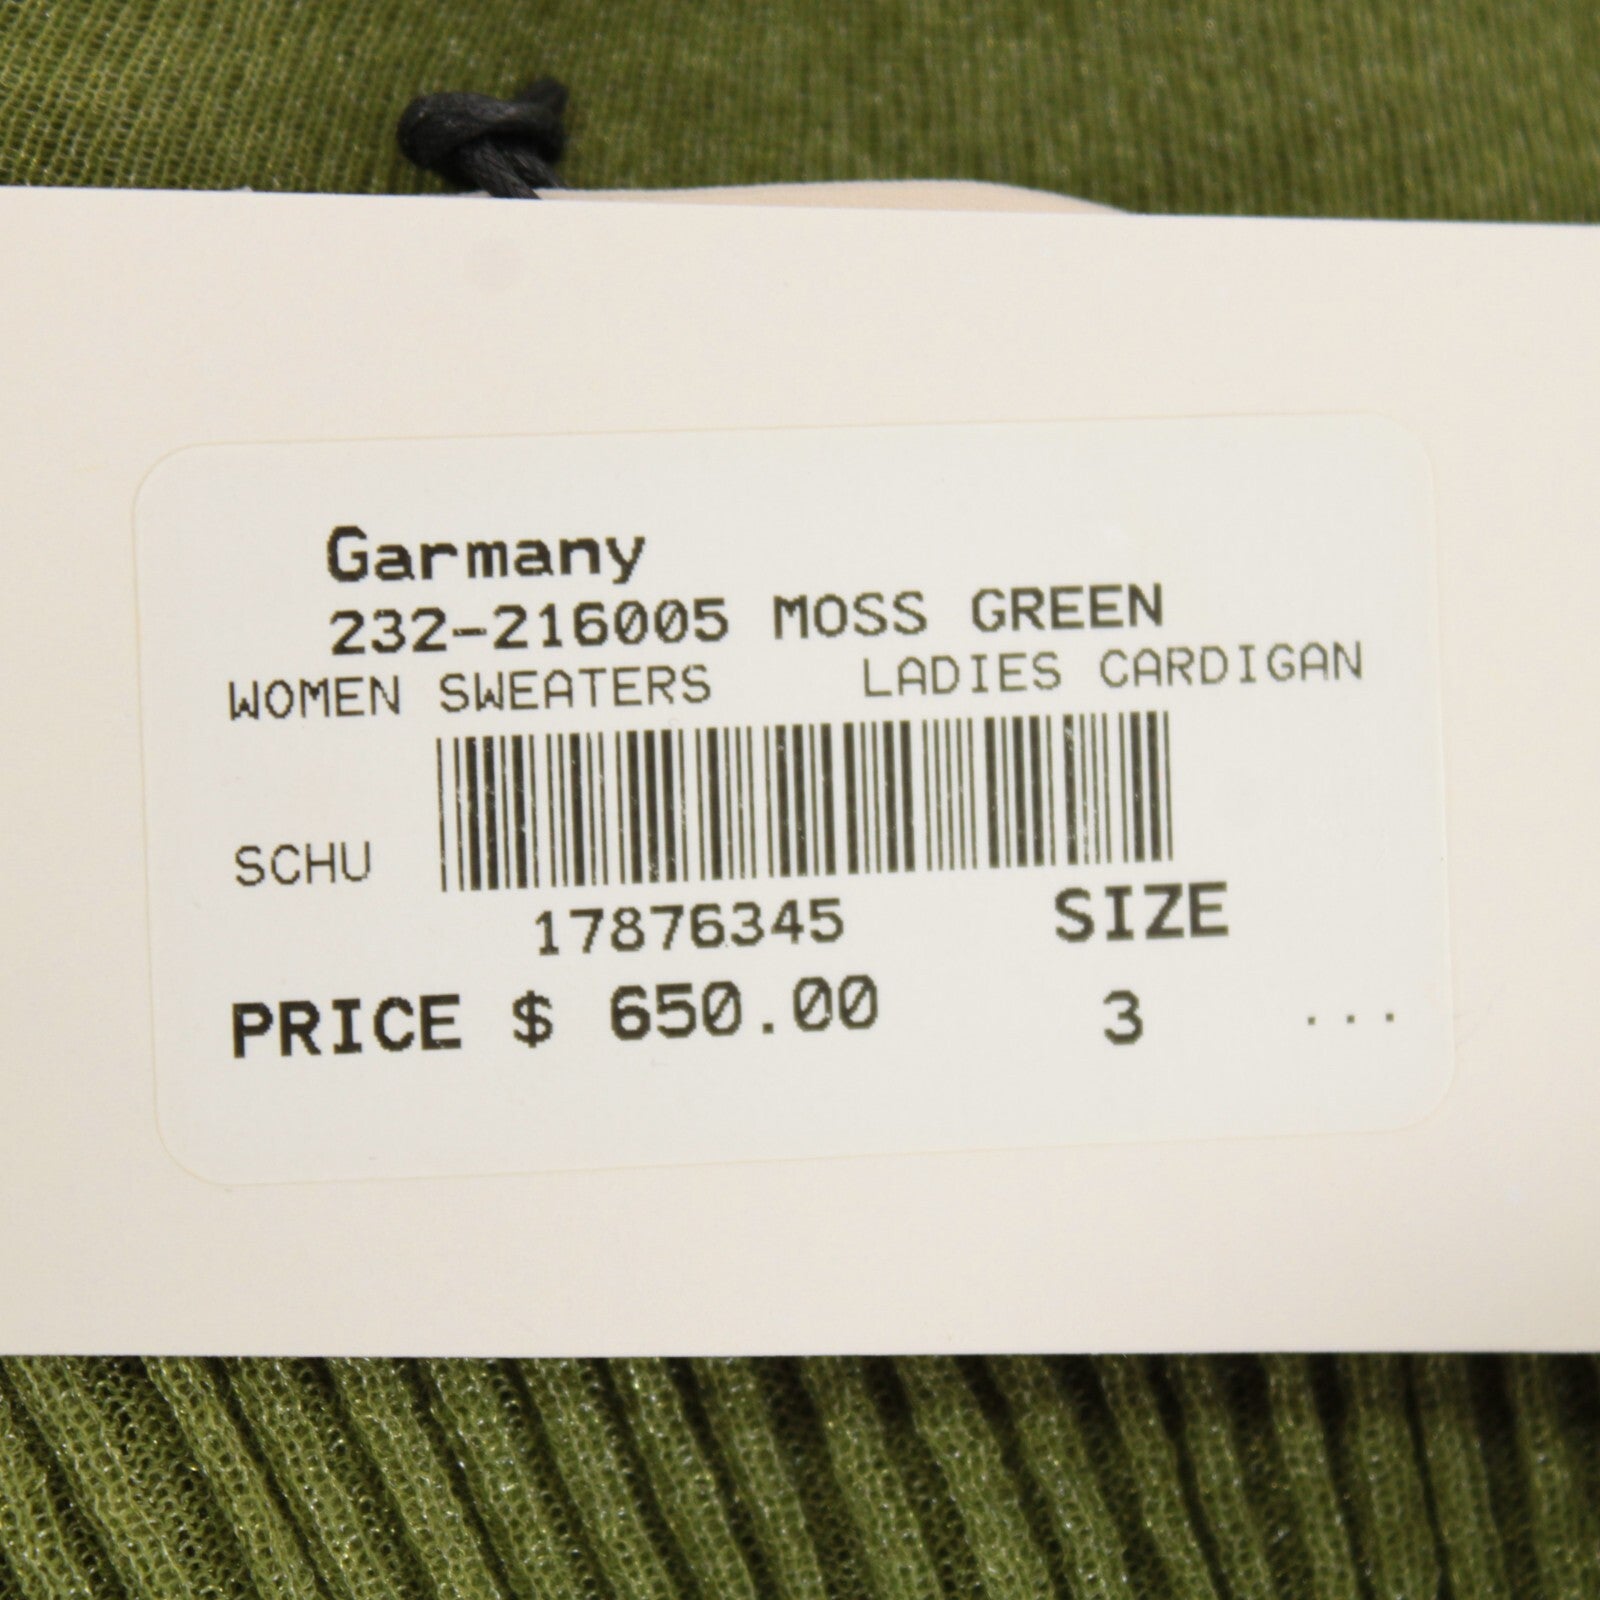 Garmany
232-216005 MOSS GREEN
WOMEN SWEATERS LADIES CARDIGAN
SCHU
17876345 SIZE
PRICE $ 650.00 3 ...